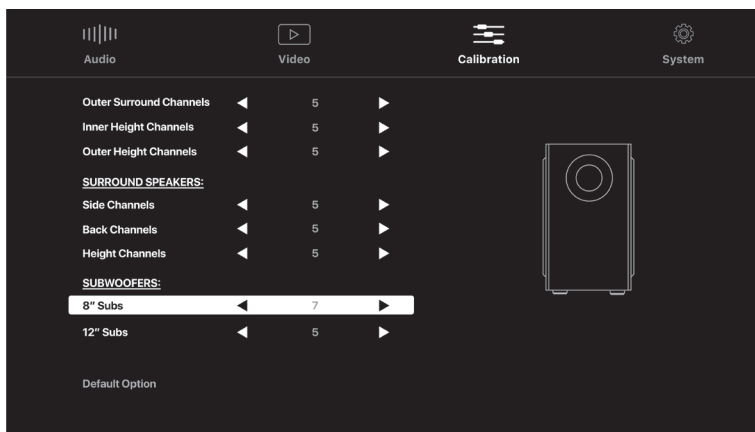 Audio Video Calibration System
Outer Surround Channels 5
Inner Height Channels 5
Outer Height Channels 5
SURROUND SPEAKERS:
Side Channels 5
Back Channels 5
Height Channels 5
SUBWOOFERS:
8" Subs 7
12" Subs 5
Default Option